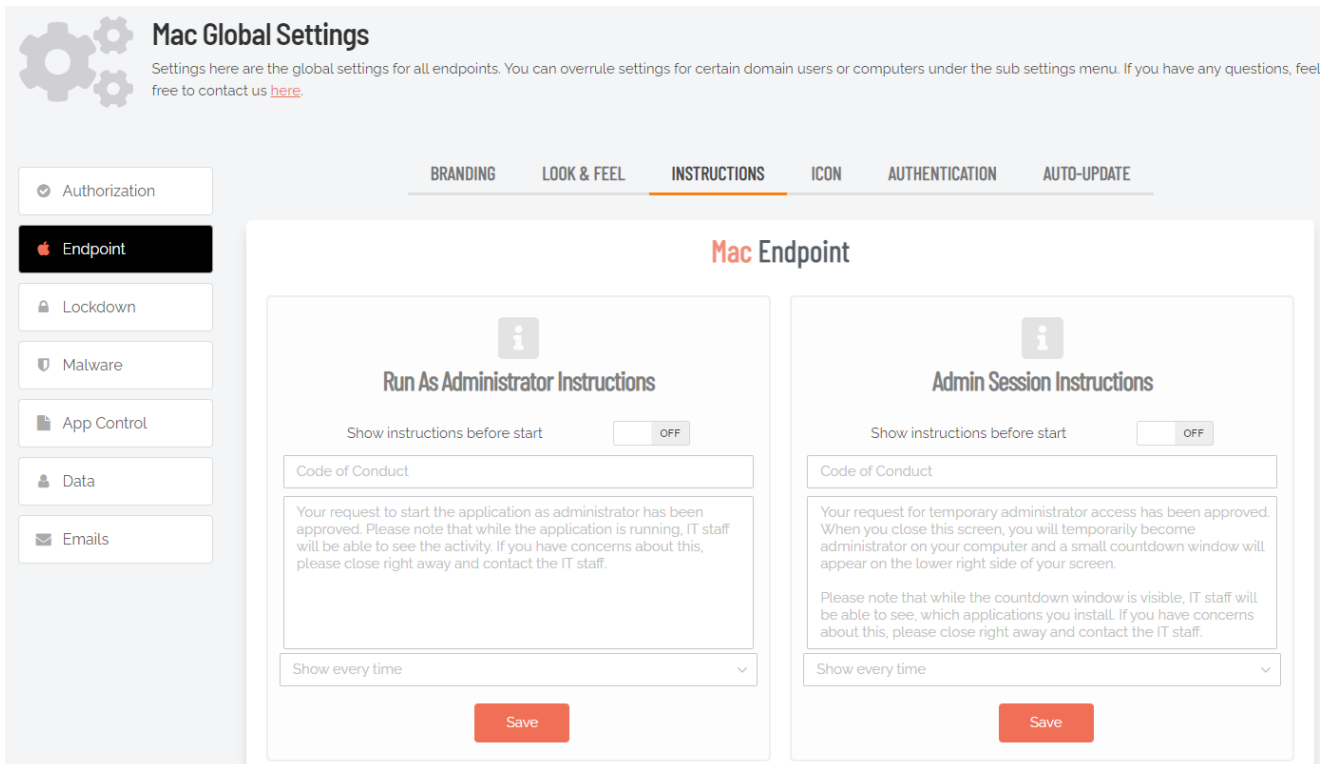 Mac Global Settings
Settings here are the global settings for all endpoints. You can overrule settings for certain domain users or computers under the sub settings menu. If you have any questions, feel
free to contact us here.
Authorization
Endpoint
Lockdown
Malware
App Control
Data
Emails
BRANDING LOOK & FEEL INSTRUCTIONS ICON AUTHENTICATION AUTO-UPDATE
Mac Endpoint
Run As Administrator Instructions
Show instructions before start OFF
Code of Conduct
Your request to start the application as administrator has been
approved. Please note that while the application is running, IT staff
will be able to see the activity. If you have concerns about this,
please close right away and contact the IT staff.
Show every time
Save
Admin Session Instructions
Show instructions before start OFF
Code of Conduct
Your request for temporary administrator access has been approved.
When you close this screen, you will temporarily become
administrator on your computer and a small countdown window will
appear on the lower right side of your screen.
Please note that while the countdown window is visible, IT staff will
be able to see, which applications you install. If you have concerns
about this, please close right away and contact the IT staff.
Show every time
Save